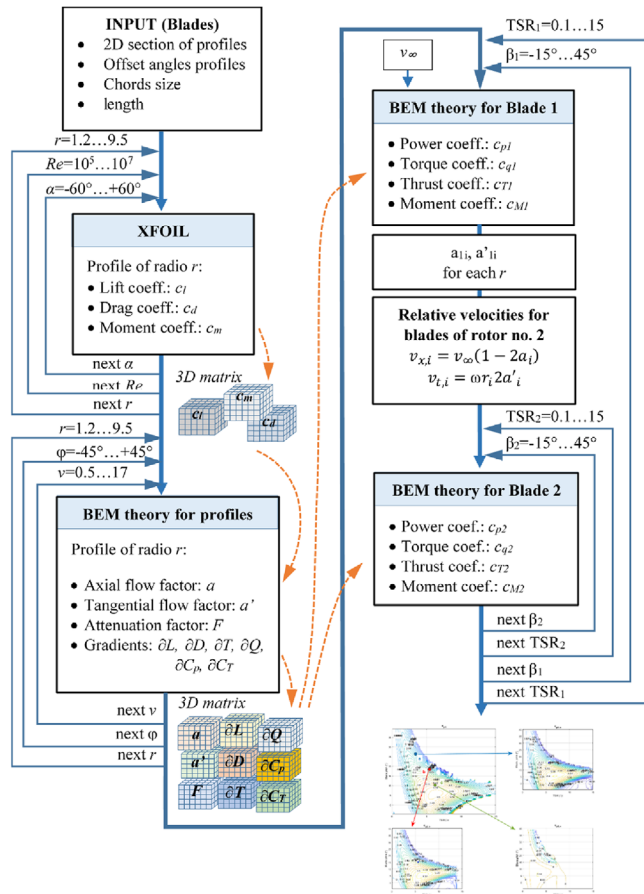 INPUT (Blades)
• 2D section of profiles
• Offset angles profiles
• Chords size
• length
r=1.2…9.5
Re=10⁵…10⁷
α=-60°…+60°
XFOIL
Profile of radio r:
• Lift coeff.: cl
• Drag coeff.: cd
• Moment coeff.: cm
next α
next Re
next r
3D matrix
cl
cm
cd
r=1.2…9.5
φ=-45°…+45°
v=0.5…17
BEM theory for profiles
Profile of radio r:
• Axial flow factor: a
• Tangential flow factor: a'
• Attenuation factor: F
• Gradients: ∂L, ∂D, ∂T, ∂Q,
∂Cp, ∂CT
next v
next φ
next r
3D matrix
a ∂L ∂Q
a' ∂D ∂Cp
F ∂T ∂CT
TSR₁=0.1…15
β₁=-15°…45°
v∞
BEM theory for Blade 1
• Power coeff.: cp1
• Torque coeff.: cq1
• Thrust coeff.: cT1
• Moment coeff.: cM1
a1i, a'1i
for each r
Relative velocities for
blades of rotor no. 2
vx,i = v∞(1 − 2ai)
vt,i = ωri2a'i
TSR₂=0.1…15
β₂=-15°…45°
BEM theory for Blade 2
• Power coef.: cp2
• Torque coef.: cq2
• Thrust coef.: cT2
• Moment coef.: cM2
next β₂
next TSR₂
next β₁
next TSR₁